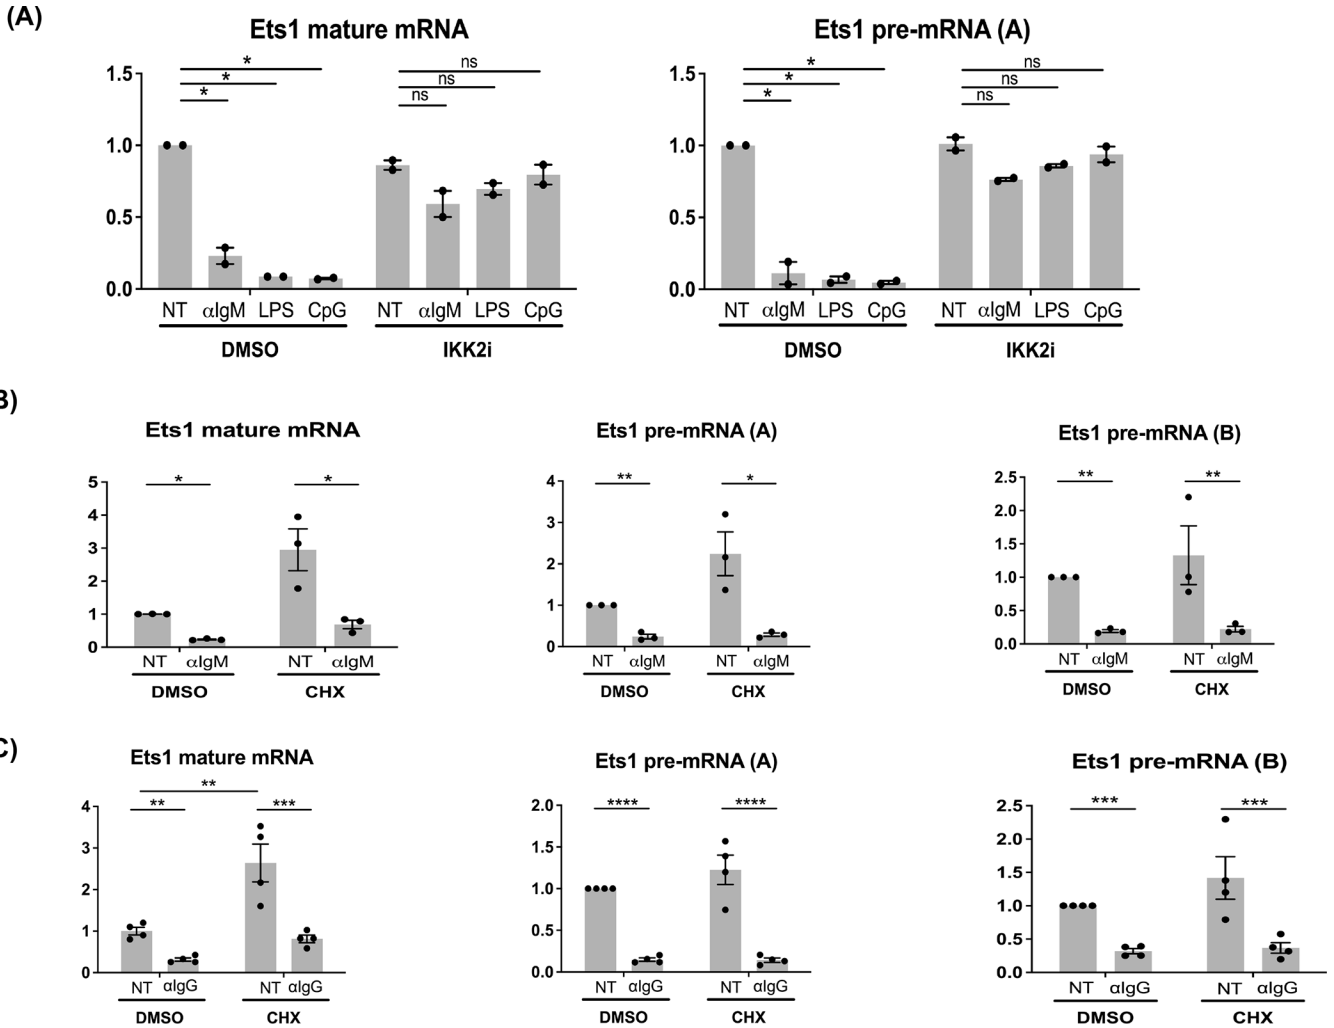 (A)
Ets1 mature mRNA
Ets1 pre-mRNA (A)
* * * ns ns ns
* * * ns ns ns
1.5 1.0 0.5 0.0
1.5 1.0 0.5 0.0
NT αIgM LPS CpG NT αIgM LPS CpG
NT αIgM LPS CpG NT αIgM LPS CpG
DMSO IKK2i
DMSO IKK2i
B)
Ets1 mature mRNA
Ets1 pre-mRNA (A)
Ets1 pre-mRNA (B)
* *
** *
** **
5 4 3 2 1 0
4 3 2 1 0
2.5 2.0 1.5 1.0 0.5 0.0
NT αIgM NT αIgM
NT αIgM NT αIgM
NT αIgM NT αIgM
DMSO CHX
DMSO CHX
DMSO CHX
C)
Ets1 mature mRNA
Ets1 pre-mRNA (A)
Ets1 pre-mRNA (B)
** ** ***
**** ****
*** ***
4 3 2 1 0
2.0 1.5 1.0 0.5 0.0
2.5 2.0 1.5 1.0 0.5 0.0
NT αIgG NT αIgG
NT αIgG NT αIgG
NT αIgG NT αIgG
DMSO CHX
DMSO CHX
DMSO CHX